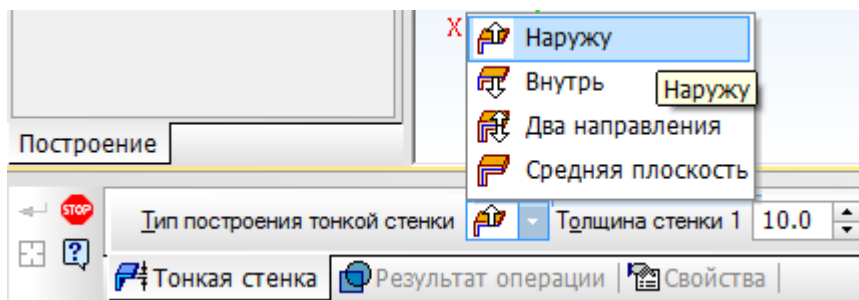 X
Наружу
Внутрь
Наружу
Два направления
Средняя плоскость
Построение
STOP
Тип построения тонкой стенки
Толщина стенки 1 10.0
?
Тонкая стенка Результат операции Свойства